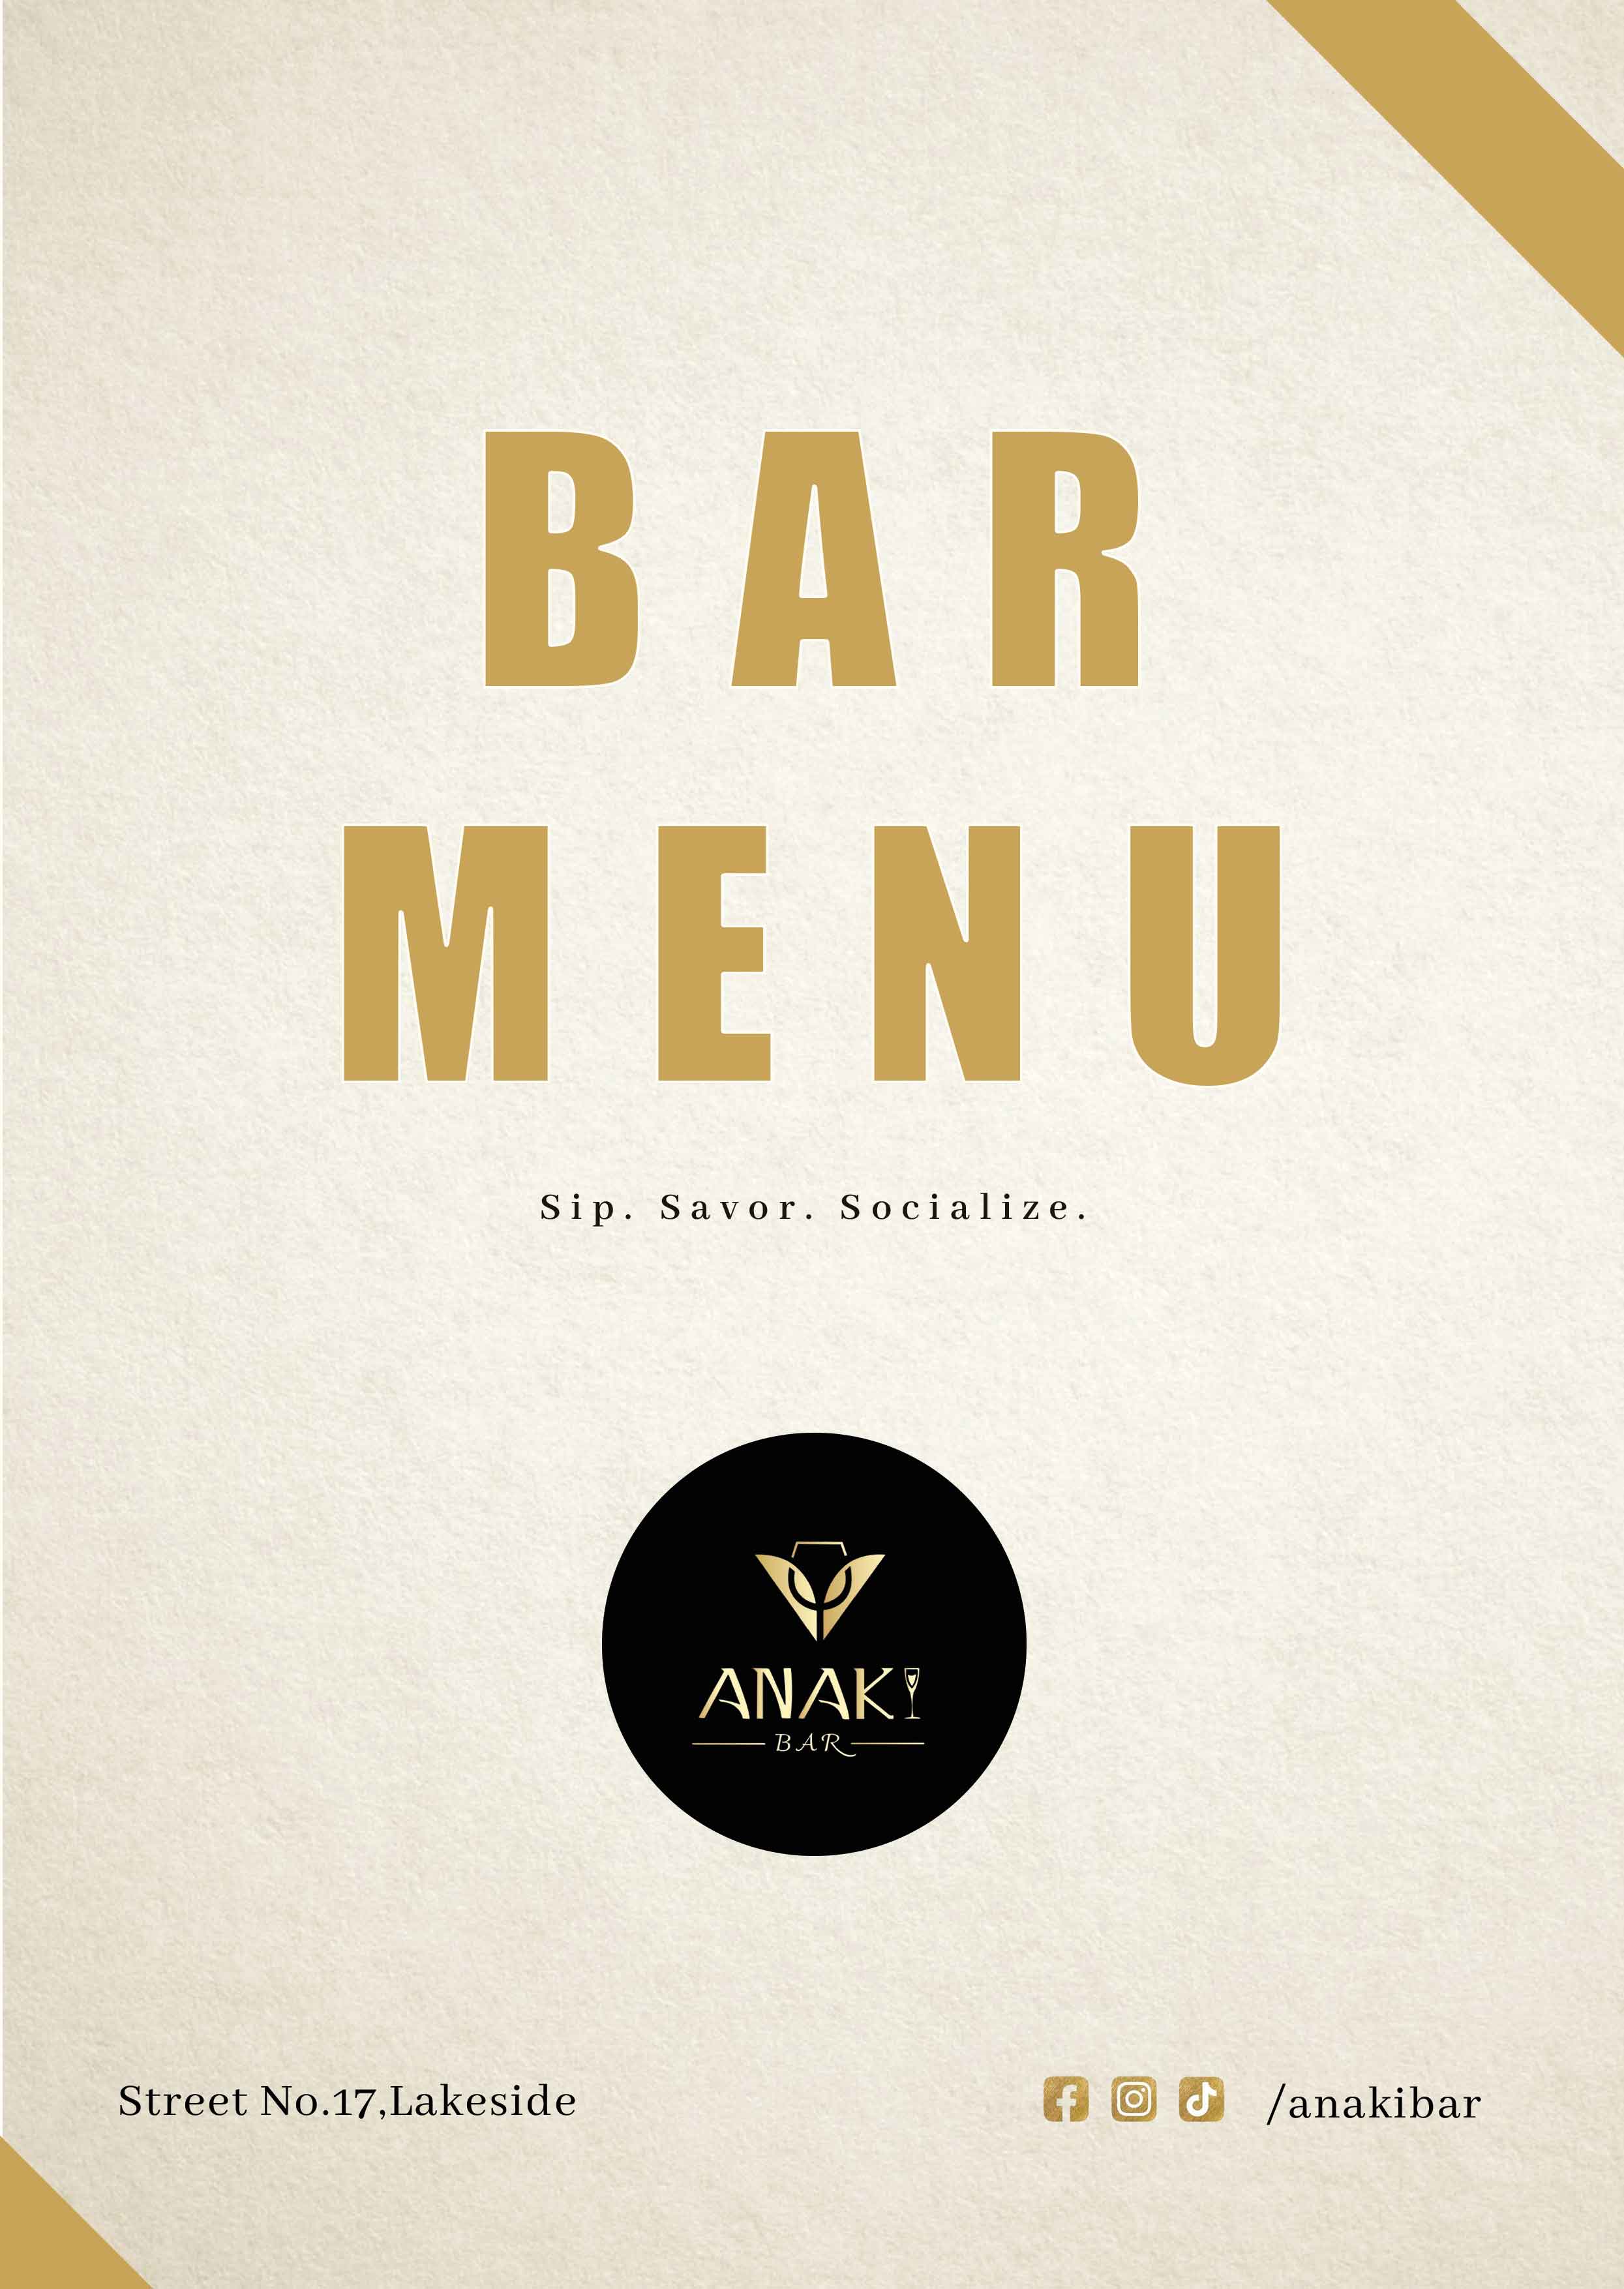 BAR
MENU
Sip. Savor. Socialize.
ANAKI
BAR
Street No.17,Lakeside
/anakibar